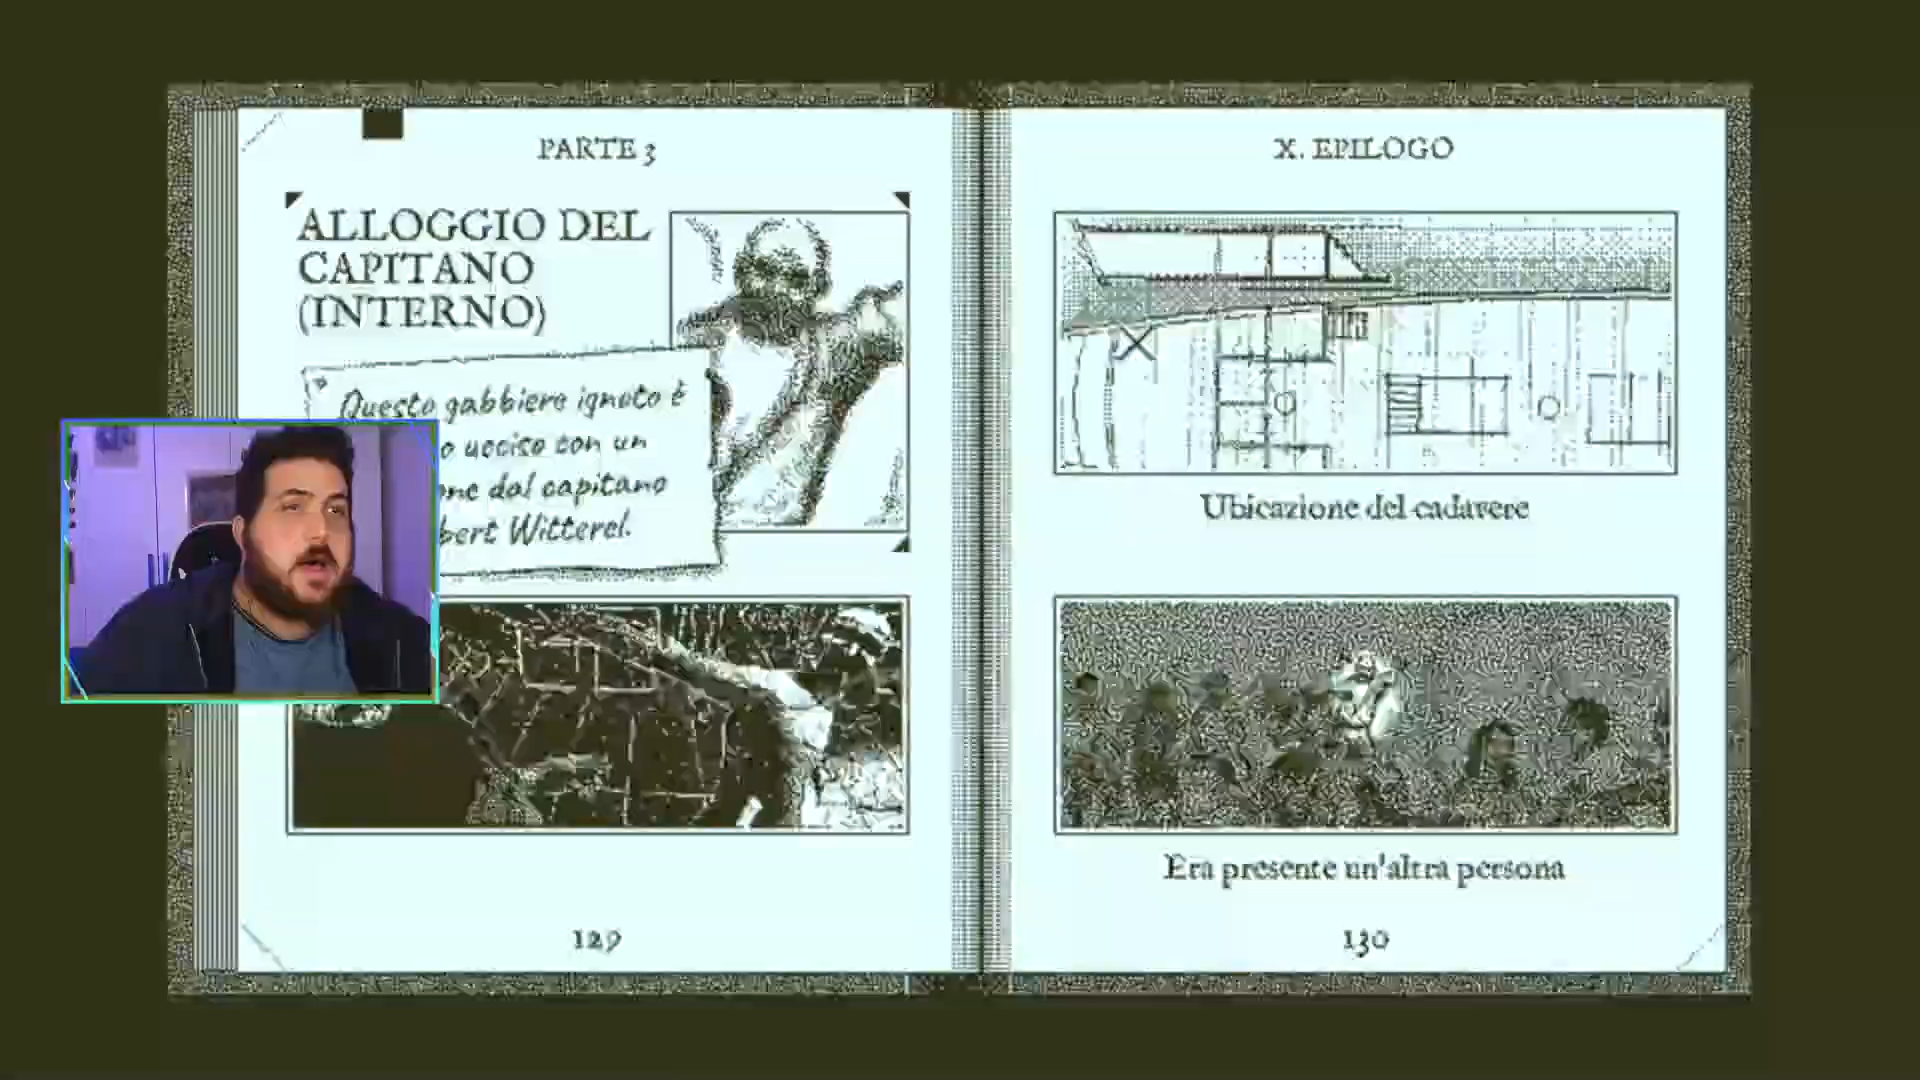 PARTE 3
ALLOGGIO DEL
CAPITANO
(INTERNO)
Questo gabbiere ignoto è
uociso con un
dal capitano
Witterel.
129
X. EPILOGO
Ubicazione del cadavere
Era presente un'altra persona
130